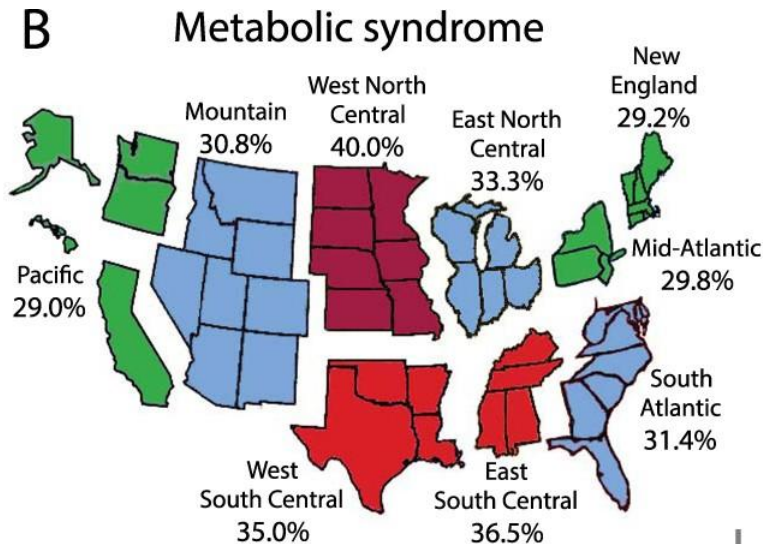 B
Metabolic syndrome
New
England
29.2%
West North
Central
40.0%
Mountain
30.8%
East North
Central
33.3%
Mid-Atlantic
29.8%
Pacific
29.0%
South
Atlantic
31.4%
West
South Central
35.0%
East
South Central
36.5%